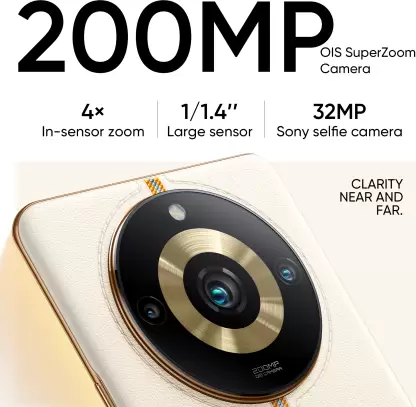 200MP
OIS SuperZoom
Camera
4×
In-sensor zoom
1/1.4″
Large sensor
32MP
Sony selfie camera
CLARITY
NEAR AND
FAR.
200MP